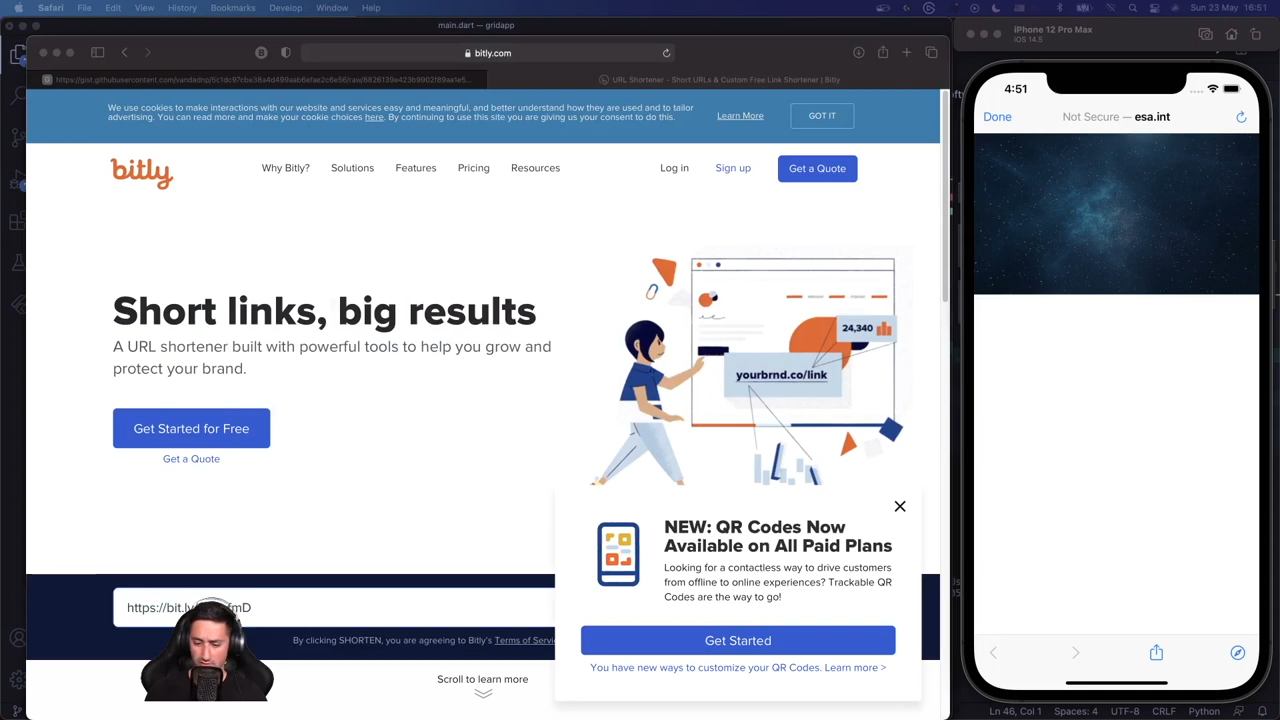 Safari File Edit View History Bookmarks Develop Window Help
Sun 29. Aug 16:51
main.dart — gridapp
bitly.com
URL Shortener – Short URLs & Custom Free Link Shortener | Bitly
We use cookies to make interactions with our website and services easy and meaningful, and better understand how they are used and to tailor
advertising. You can read more and make your cookie choices here. By continuing to use this site you are giving us your consent to do this.
Learn More
GOT IT
bitly
Why Bitly? Solutions Features Pricing Resources
Log in Sign up Get a Quote
Short links, big results
A URL shortener built with powerful tools to help you grow and
protect your brand.
Get Started for Free
Get a Quote
24,340
yourbrnd.co/link
NEW: QR Codes Now
Available on All Paid Plans
Looking for a contactless way to drive customers
from offline to online experiences? Trackable QR
Codes are the way to go!
Get Started
You have new ways to customize your QR Codes. Learn more >
By clicking SHORTEN, you are agreeing to Bitly's
Scroll to learn more
iPhone 12 Pro Max
iOS 14.5
4:51
Done
Not Secure — esa.int
Ln 46, Col 1 Spaces: 4 UTF-8 CRLF Python